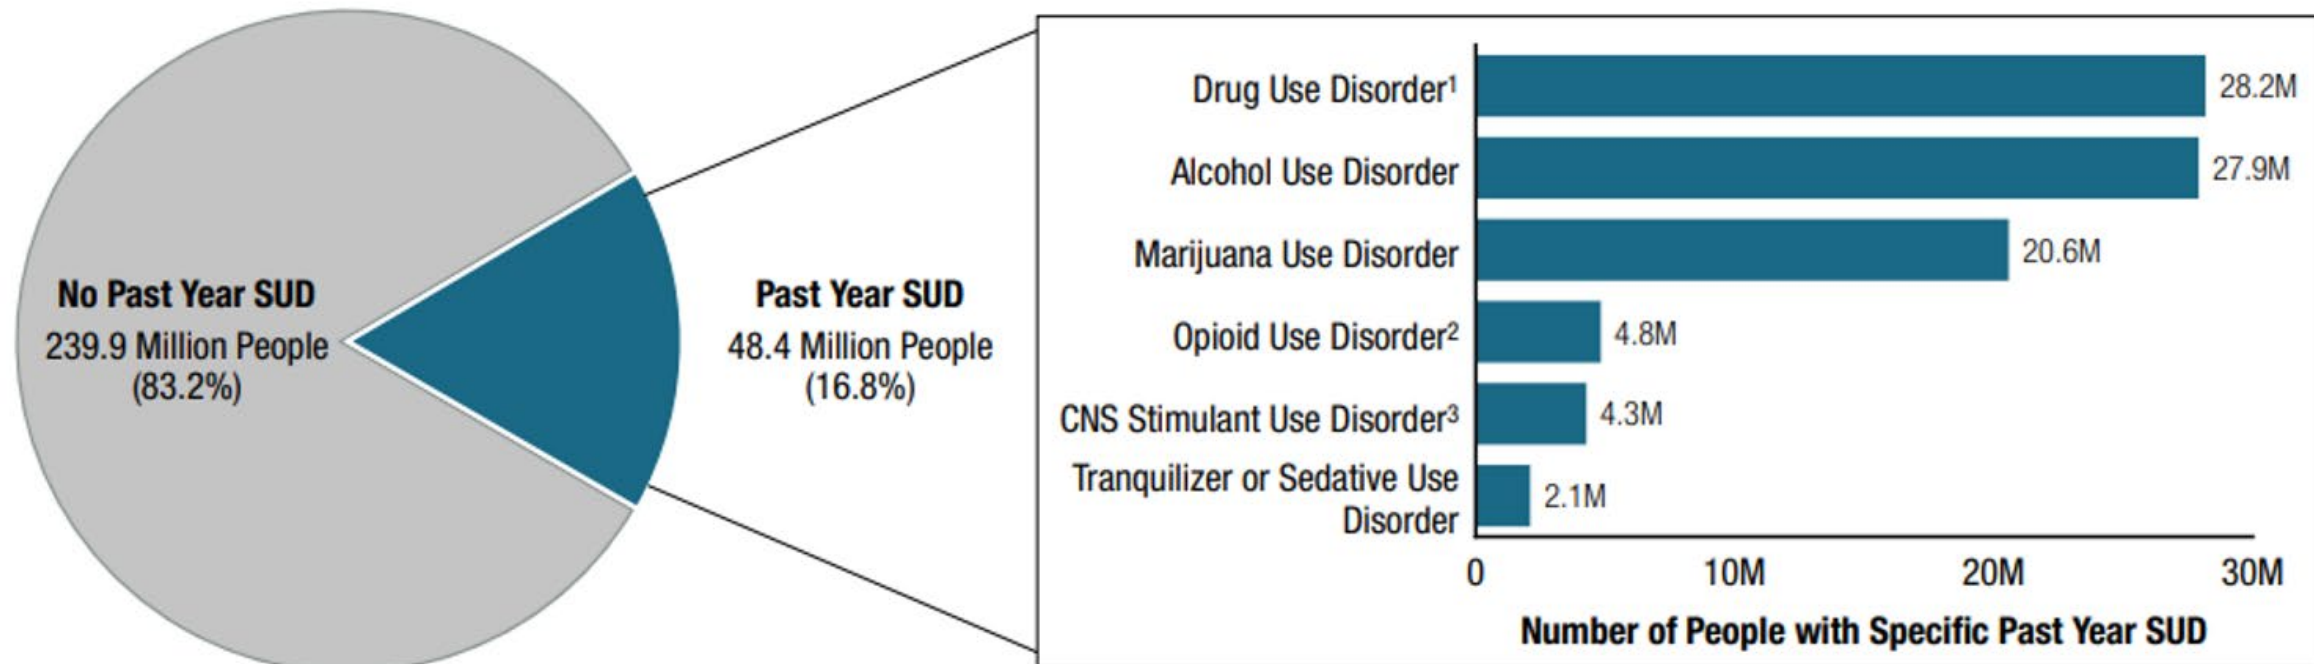 No Past Year SUD
239.9 Million People
(83.2%)
Past Year SUD
48.4 Million People
(16.8%)
Drug Use Disorder¹ 28.2M
Alcohol Use Disorder 27.9M
Marijuana Use Disorder 20.6M
Opioid Use Disorder² 4.8M
CNS Stimulant Use Disorder³ 4.3M
Tranquilizer or Sedative Use
Disorder 2.1M
0 10M 20M 30M
Number of People with Specific Past Year SUD